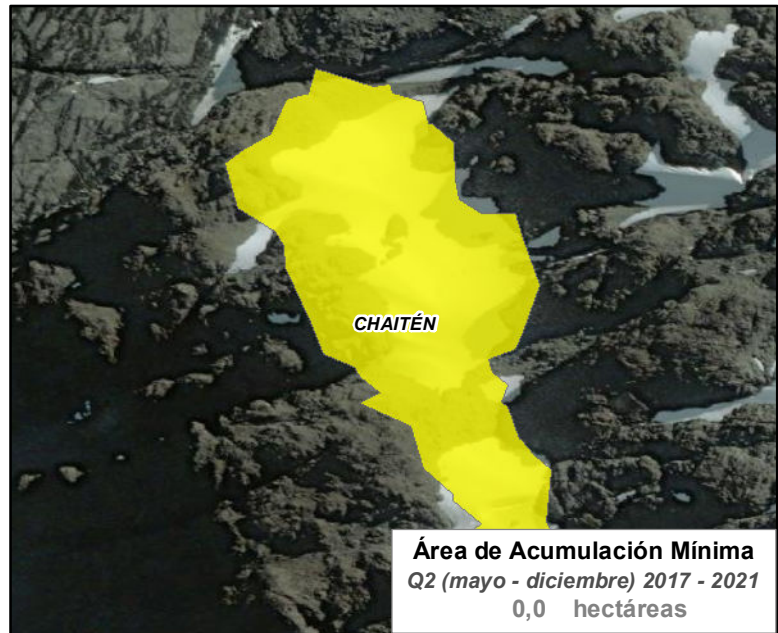 CHAITÉN
Área de Acumulación Mínima
Q2 (mayo - diciembre) 2017 - 2021
0,0 hectáreas